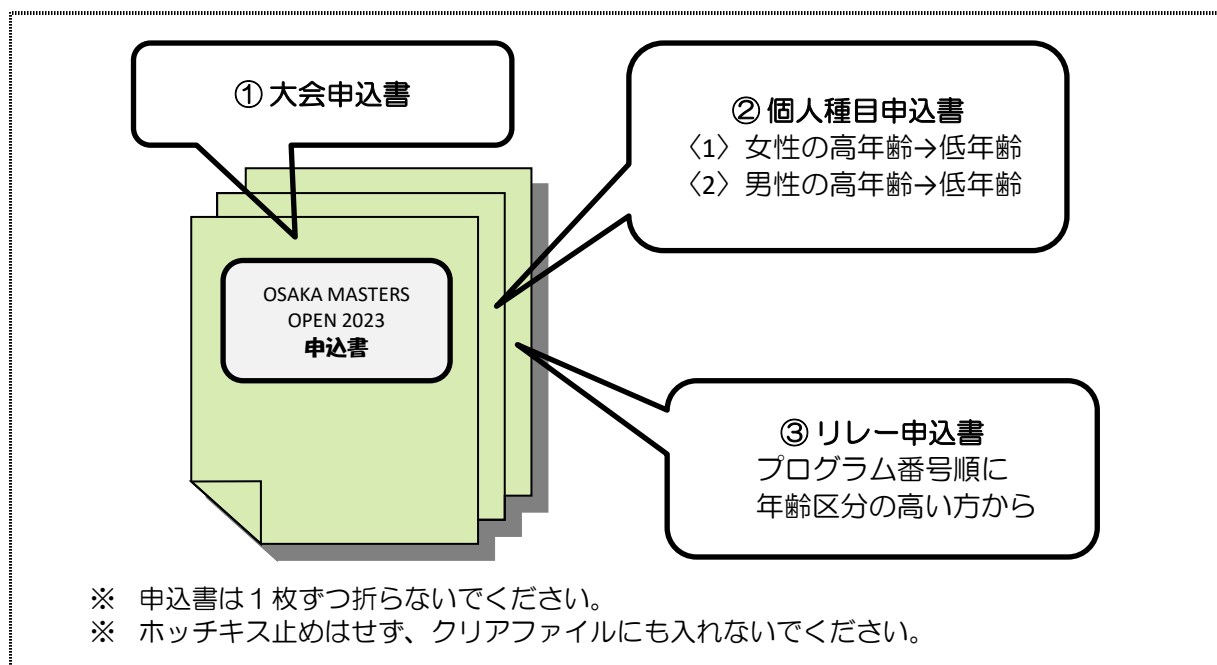 ① 大会申込書
② 個人種目申込書
〈1〉女性の高年齢→低年齢
〈2〉男性の高年齢→低年齢
OSAKA MASTERS
OPEN 2023
申込書
③ リレー申込書
プログラム番号順に
年齢区分の高い方から
※ 申込書は1枚ずつ折らないでください。
※ ホッチキス止めはせず、クリアファイルにも入れないでください。